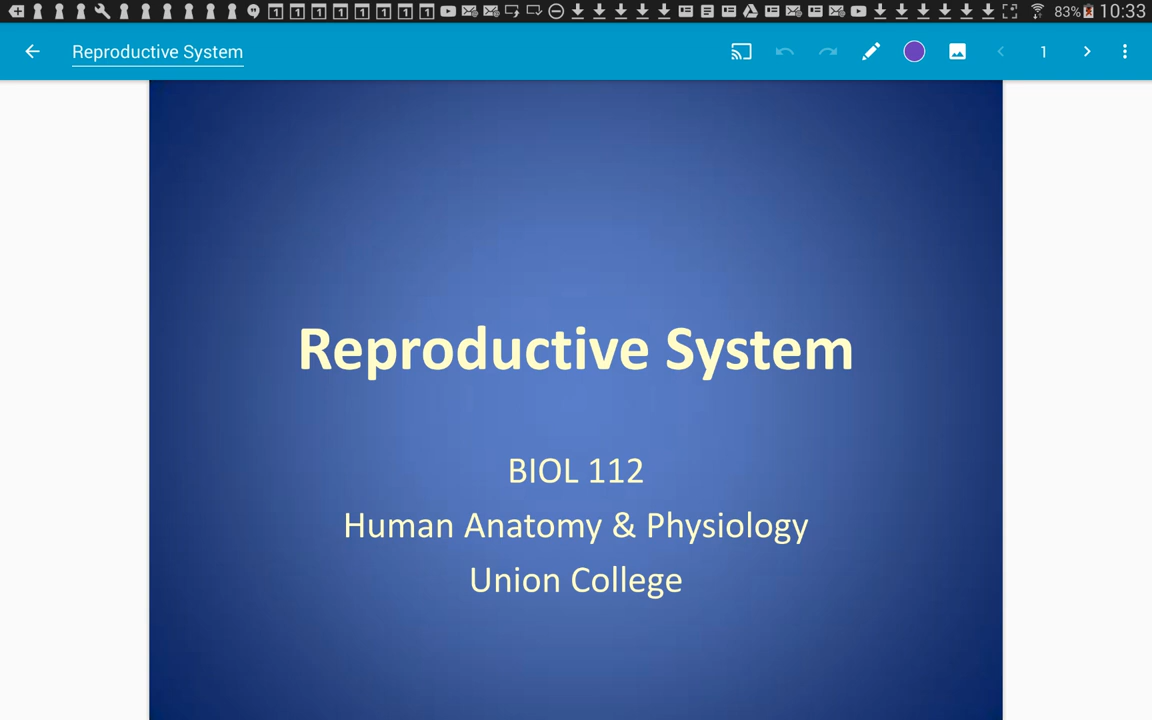 83% 10:33
Reproductive System
1
Reproductive System
BIOL 112
Human Anatomy & Physiology
Union College